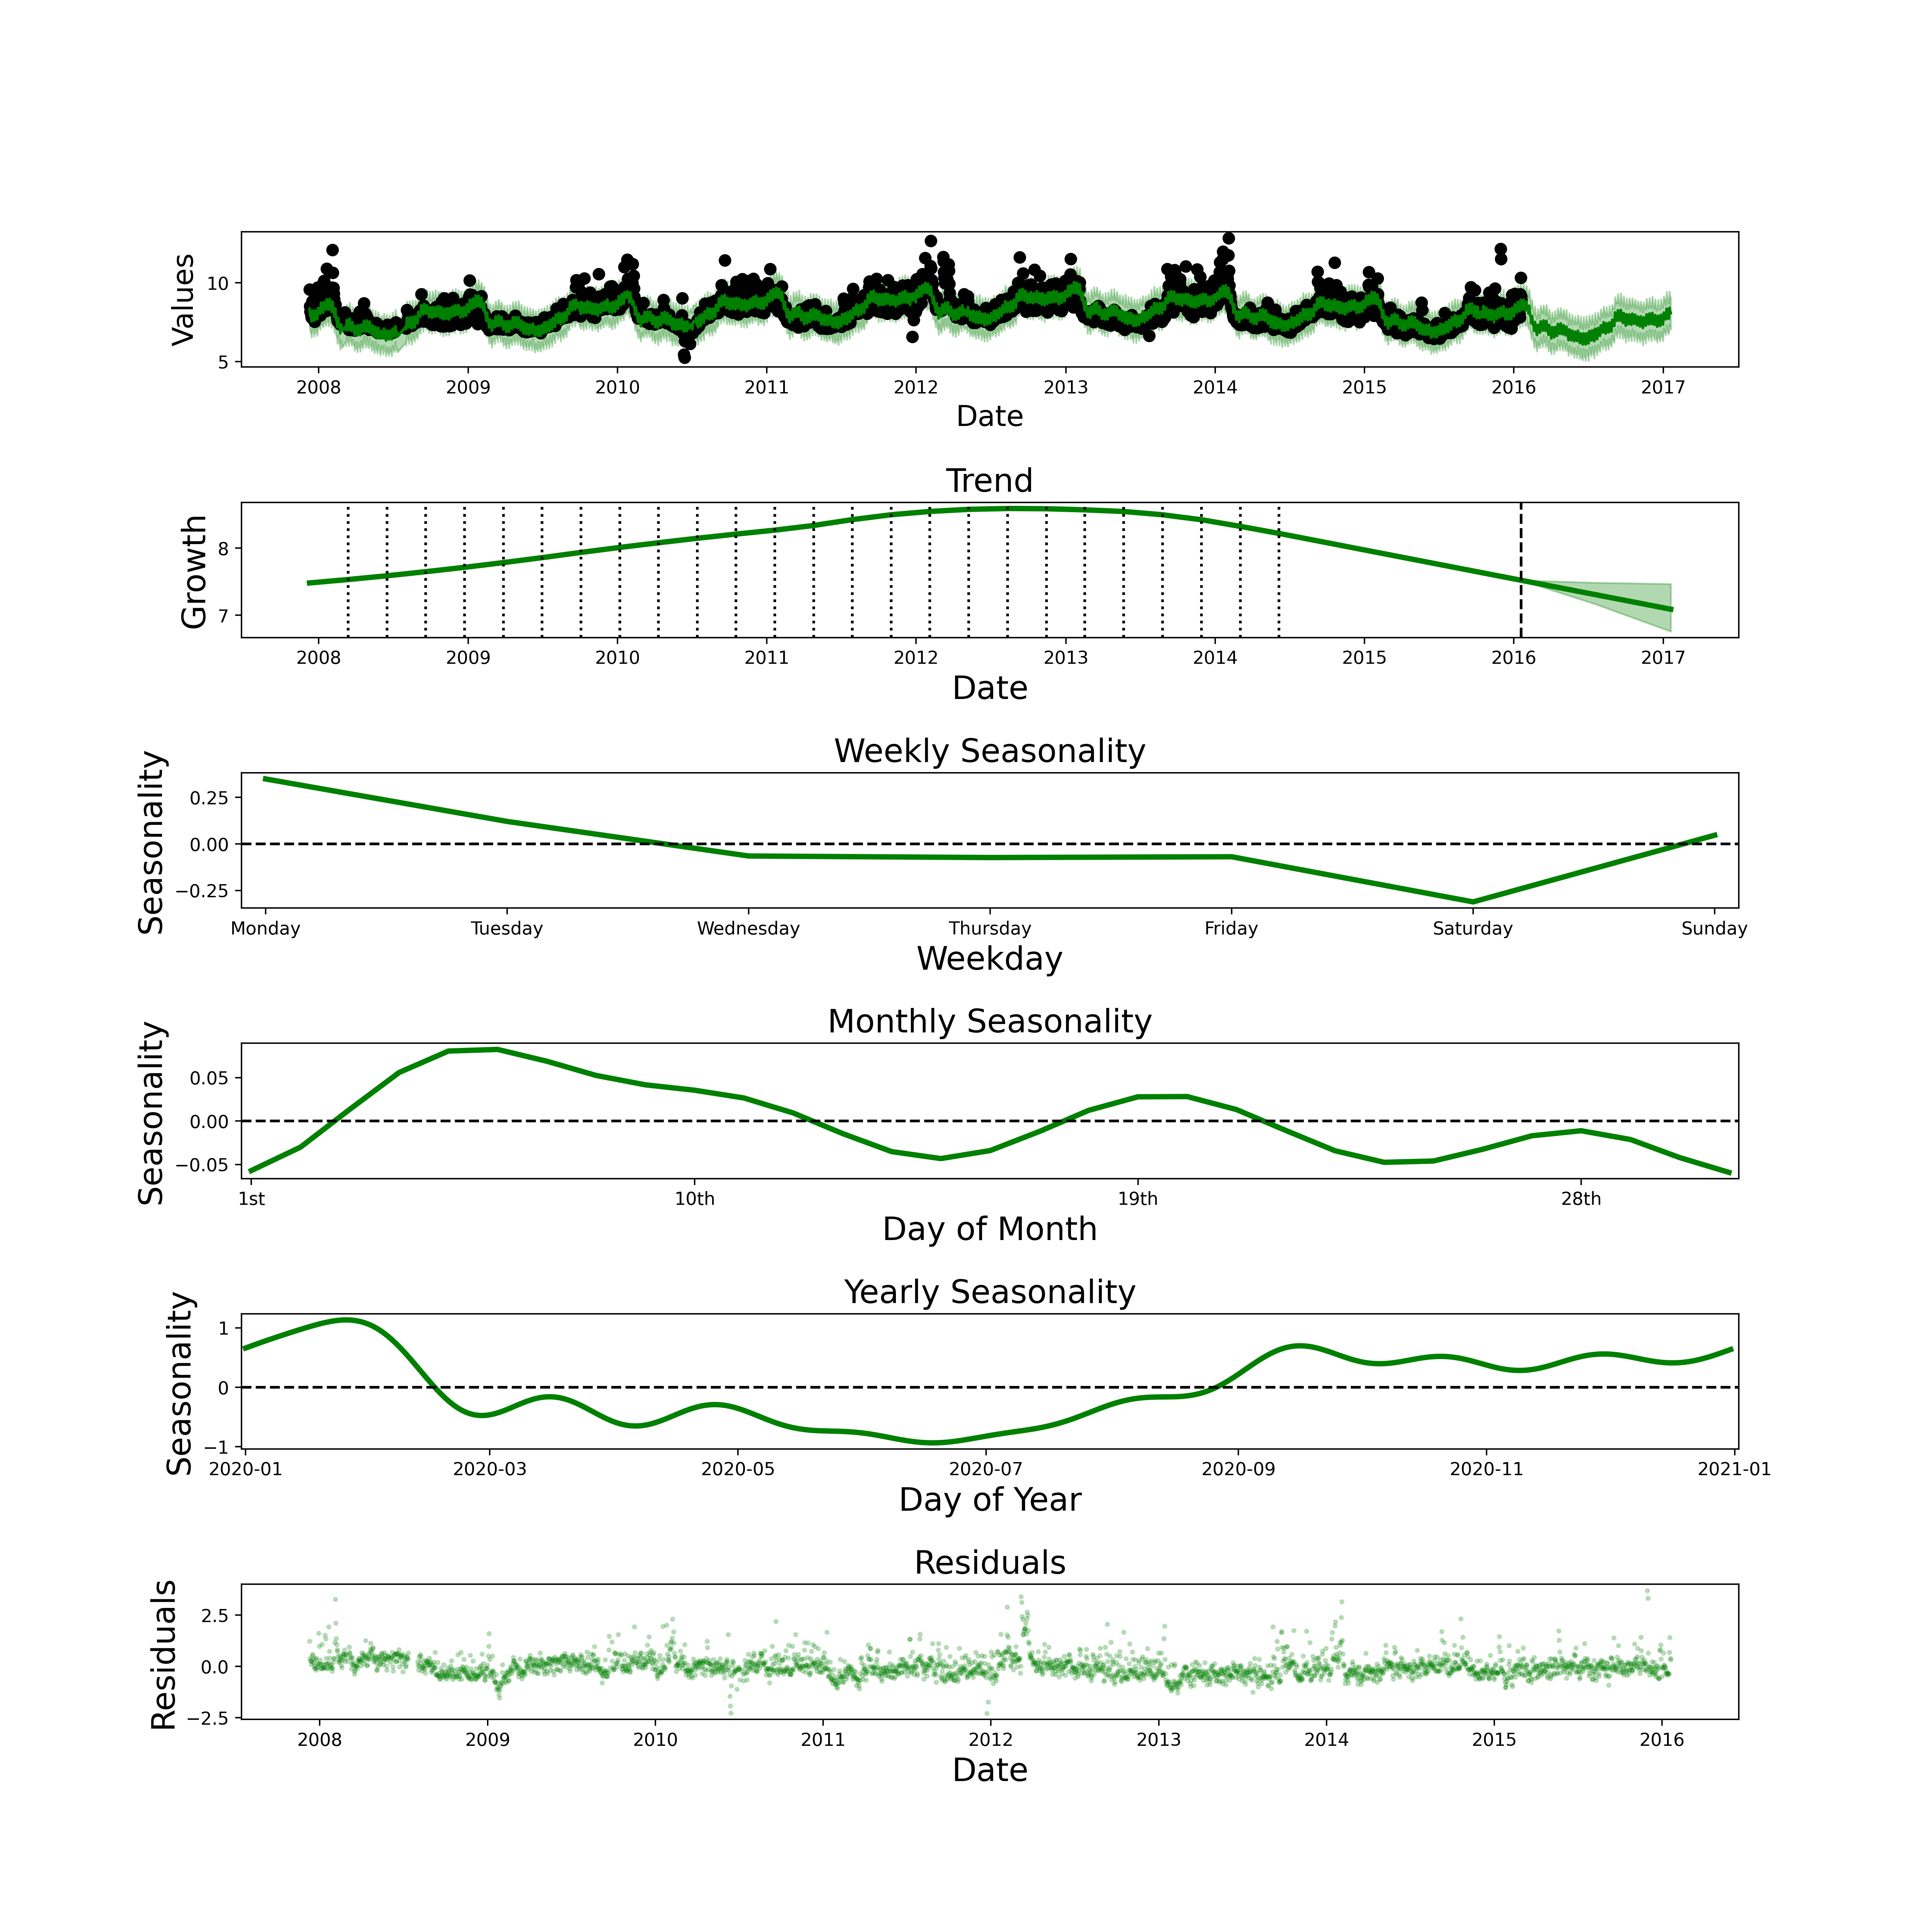 Values
10
5
2008 2009 2010 2011 2012 2013 2014 2015 2016 2017
Date
Trend
Growth
8
7
2008 2009 2010 2011 2012 2013 2014 2015 2016 2017
Date
Weekly Seasonality
Seasonality
0.25
0.00
−0.25
Monday Tuesday Wednesday Thursday Friday Saturday Sunday
Weekday
Monthly Seasonality
Seasonality
0.05
0.00
−0.05
1st 10th 19th 28th
Day of Month
Yearly Seasonality
Seasonality
1
0
−1
2020-01 2020-03 2020-05 2020-07 2020-09 2020-11 2021-01
Day of Year
Residuals
Residuals
2.5
0.0
−2.5
2008 2009 2010 2011 2012 2013 2014 2015 2016
Date